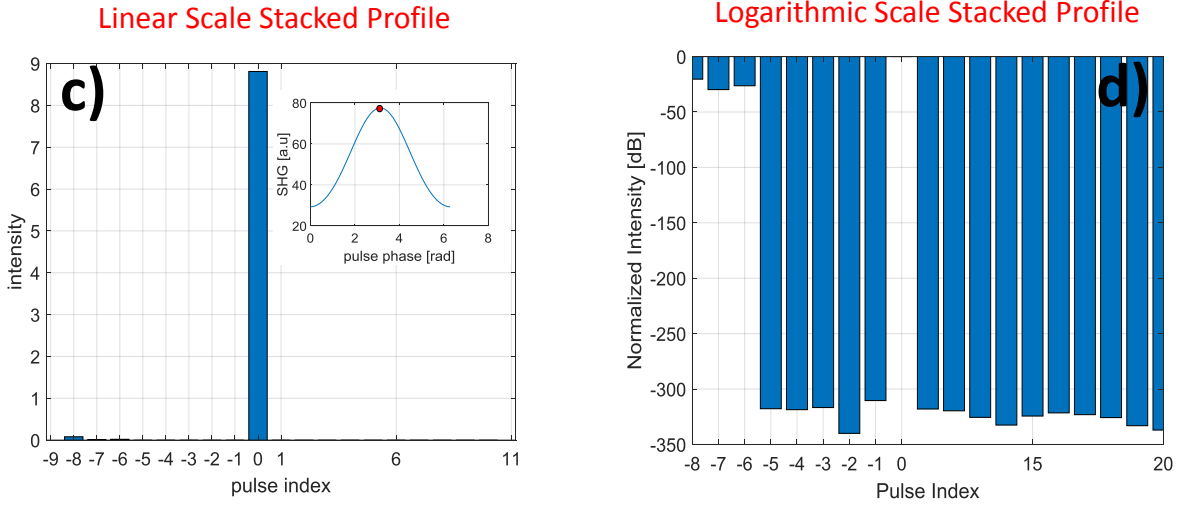 Linear Scale Stacked Profile
c)
intensity
9
8
7
6
5
4
3
2
1
0
-9 -8 -7 -6 -5 -4 -3 -2 -1 0 1 6 11
pulse index
SHG [a.u]
80
60
40
20
0 2 4 6 8
pulse phase [rad]
Logarithmic Scale Stacked Profile
d)
Normalized Intensity [dB]
0
-50
-100
-150
-200
-250
-300
-350
-8 -7 -6 -5 -4 -3 -2 -1 0 15 20
Pulse Index